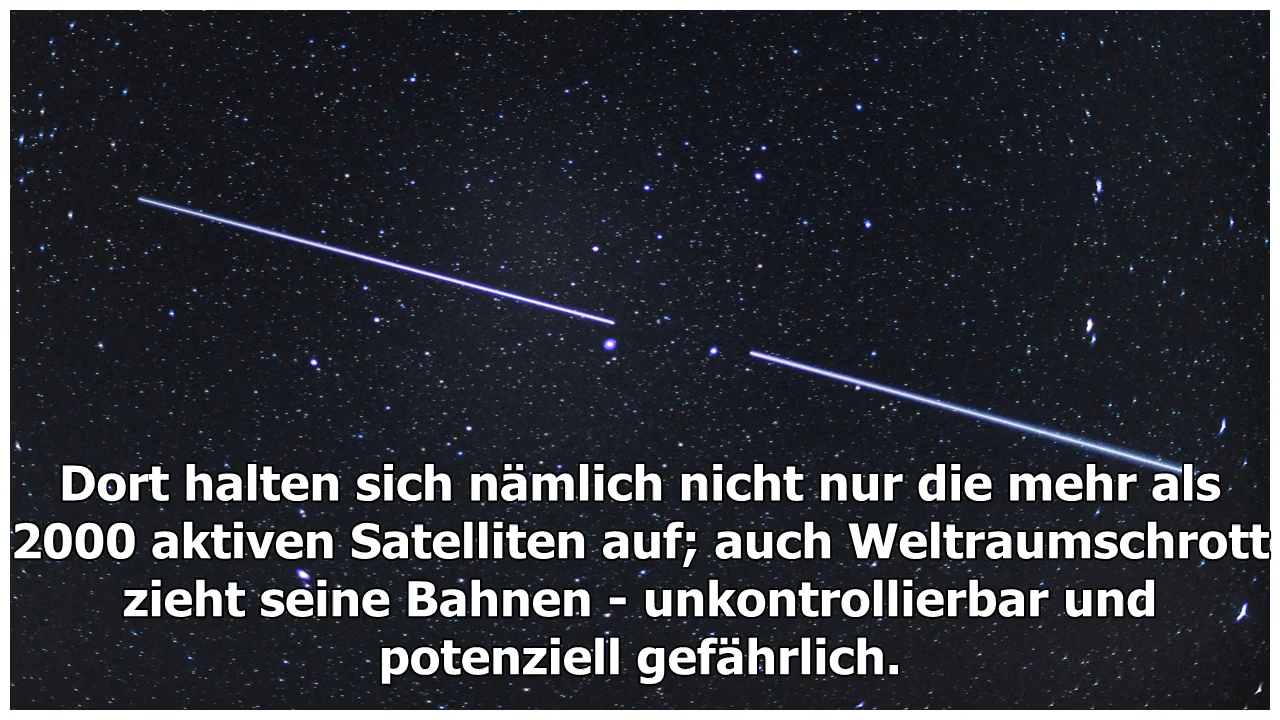 Dort halten sich nämlich nicht nur die mehr als
2000 aktiven Satelliten auf; auch Weltraumschrott
zieht seine Bahnen - unkontrollierbar und
potenziell gefährlich.